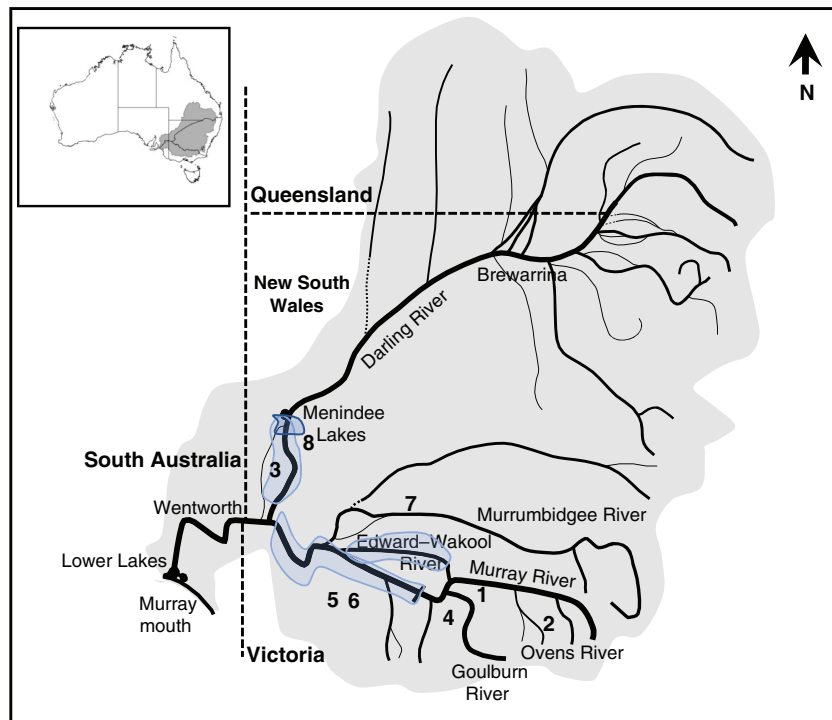 N
Queensland
New South
Wales
Brewarrina
Darling River
Menindee
Lakes
8
South Australia
3
Wentworth
7
Murrumbidgee River
Edward–Wakool
River
Lower Lakes
Murray River
Murray
mouth
5 6
1
4
2
Victoria
Ovens River
Goulburn
River